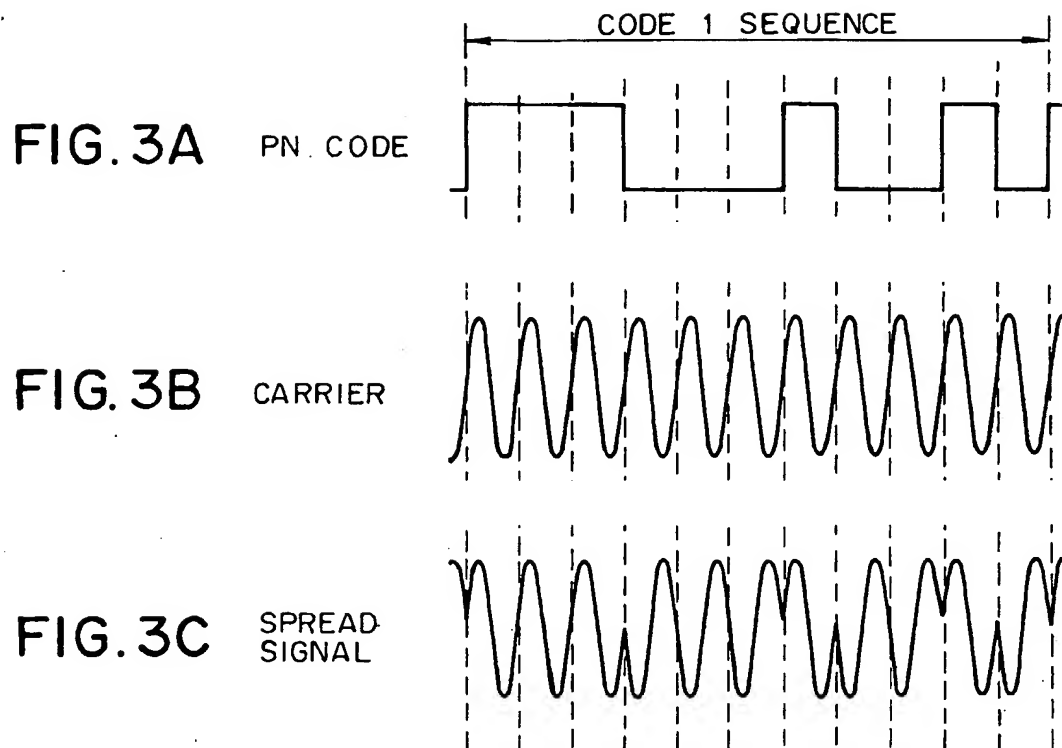 CODE 1 SEQUENCE
FIG. 3A PN. CODE
FIG. 3B CARRIER
FIG. 3C SPREAD
SIGNAL